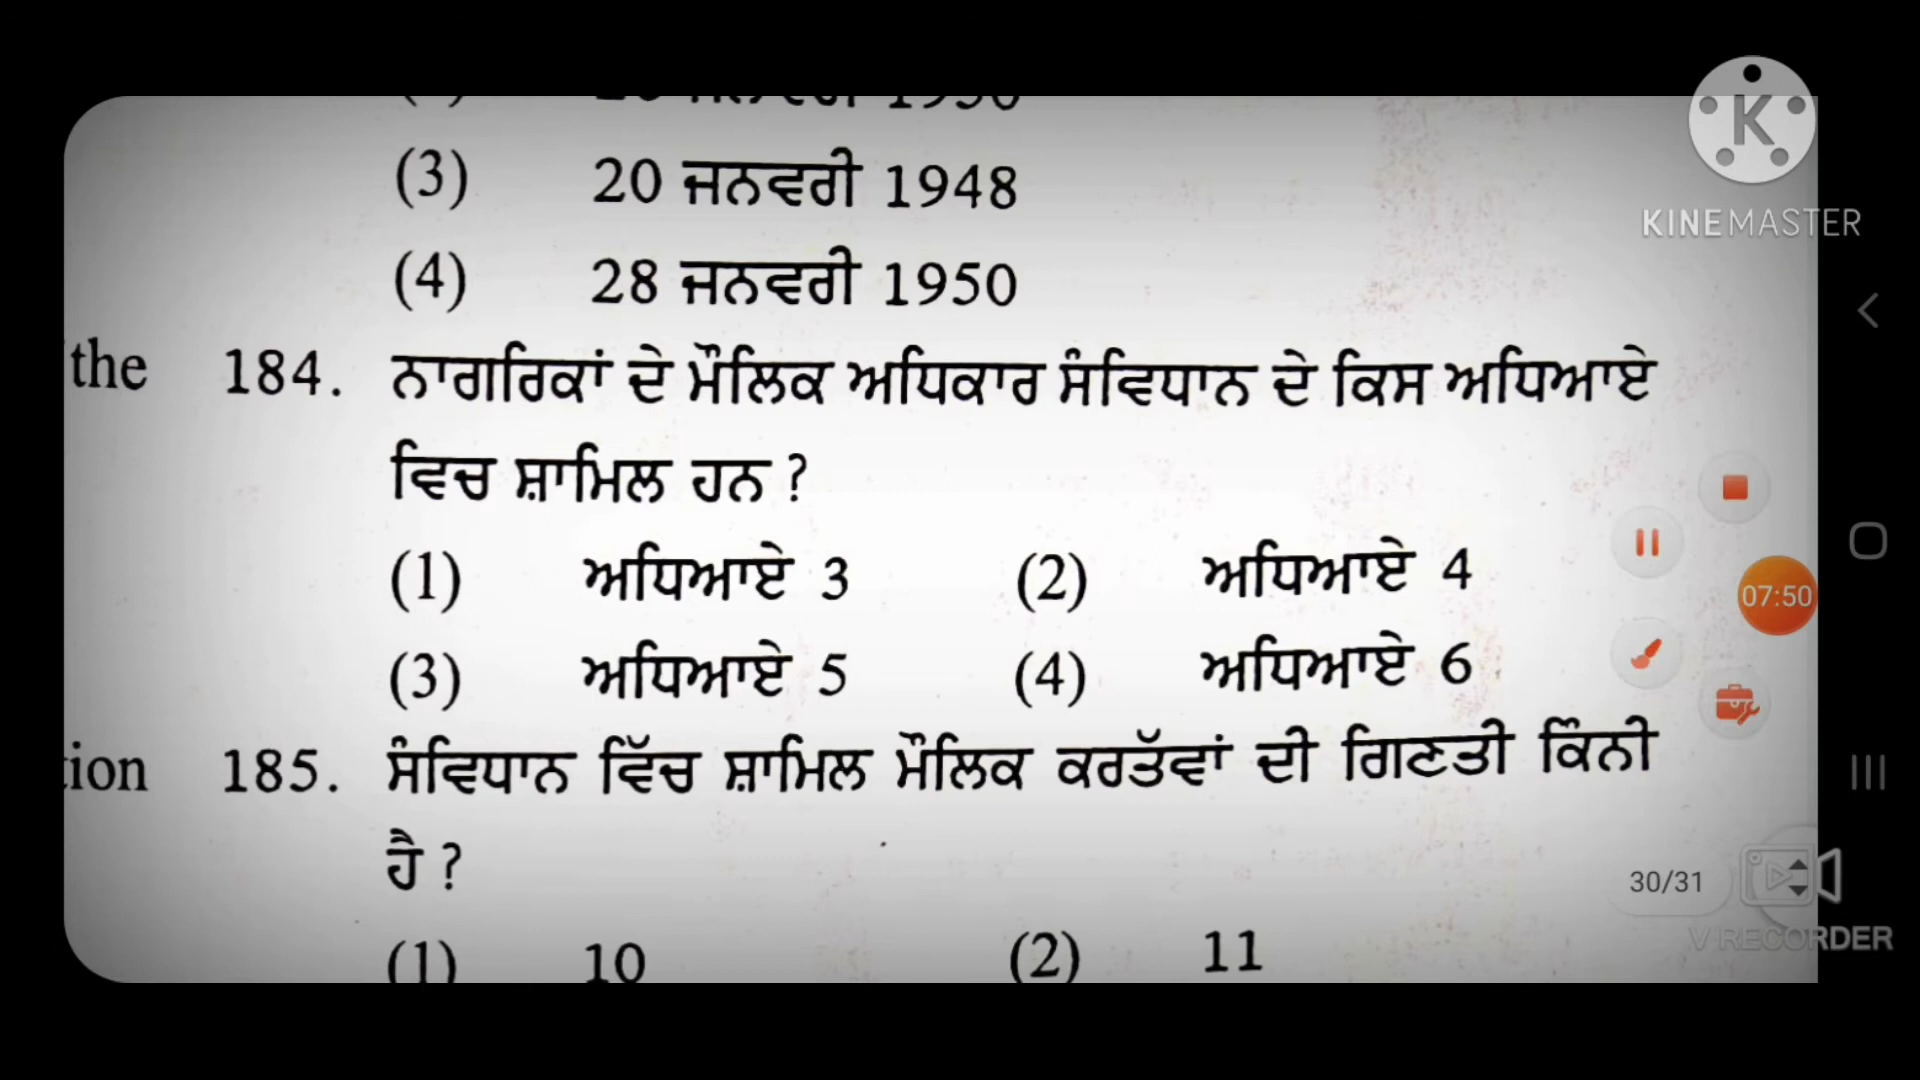 (3) 20 ਜਨਵਰੀ 1948
(4) 28 ਜਨਵਰੀ 1950
the 184. ਨਾਗਰਿਕਾਂ ਦੇ ਮੌਲਿਕ ਅਧਿਕਾਰ ਸੰਵਿਧਾਨ ਦੇ ਕਿਸ ਅਧਿਆਏ
ਵਿਚ ਸ਼ਾਮਿਲ ਹਨ ?
(1) ਅਧਿਆਏ 3 (2) ਅਧਿਆਏ 4
(3) ਅਧਿਆਏ 5 (4) ਅਧਿਆਏ 6
185. ਸੰਵਿਧਾਨ ਵਿੱਚ ਸ਼ਾਮਿਲ ਮੌਲਿਕ ਕਰਤੱਵਾਂ ਦੀ ਗਿਣਤੀ ਕਿੰਨੀ
ਹੈ ?
(1) 10 (2) 11
K
KINEMASTER
07:50
30/31
V RECORDER